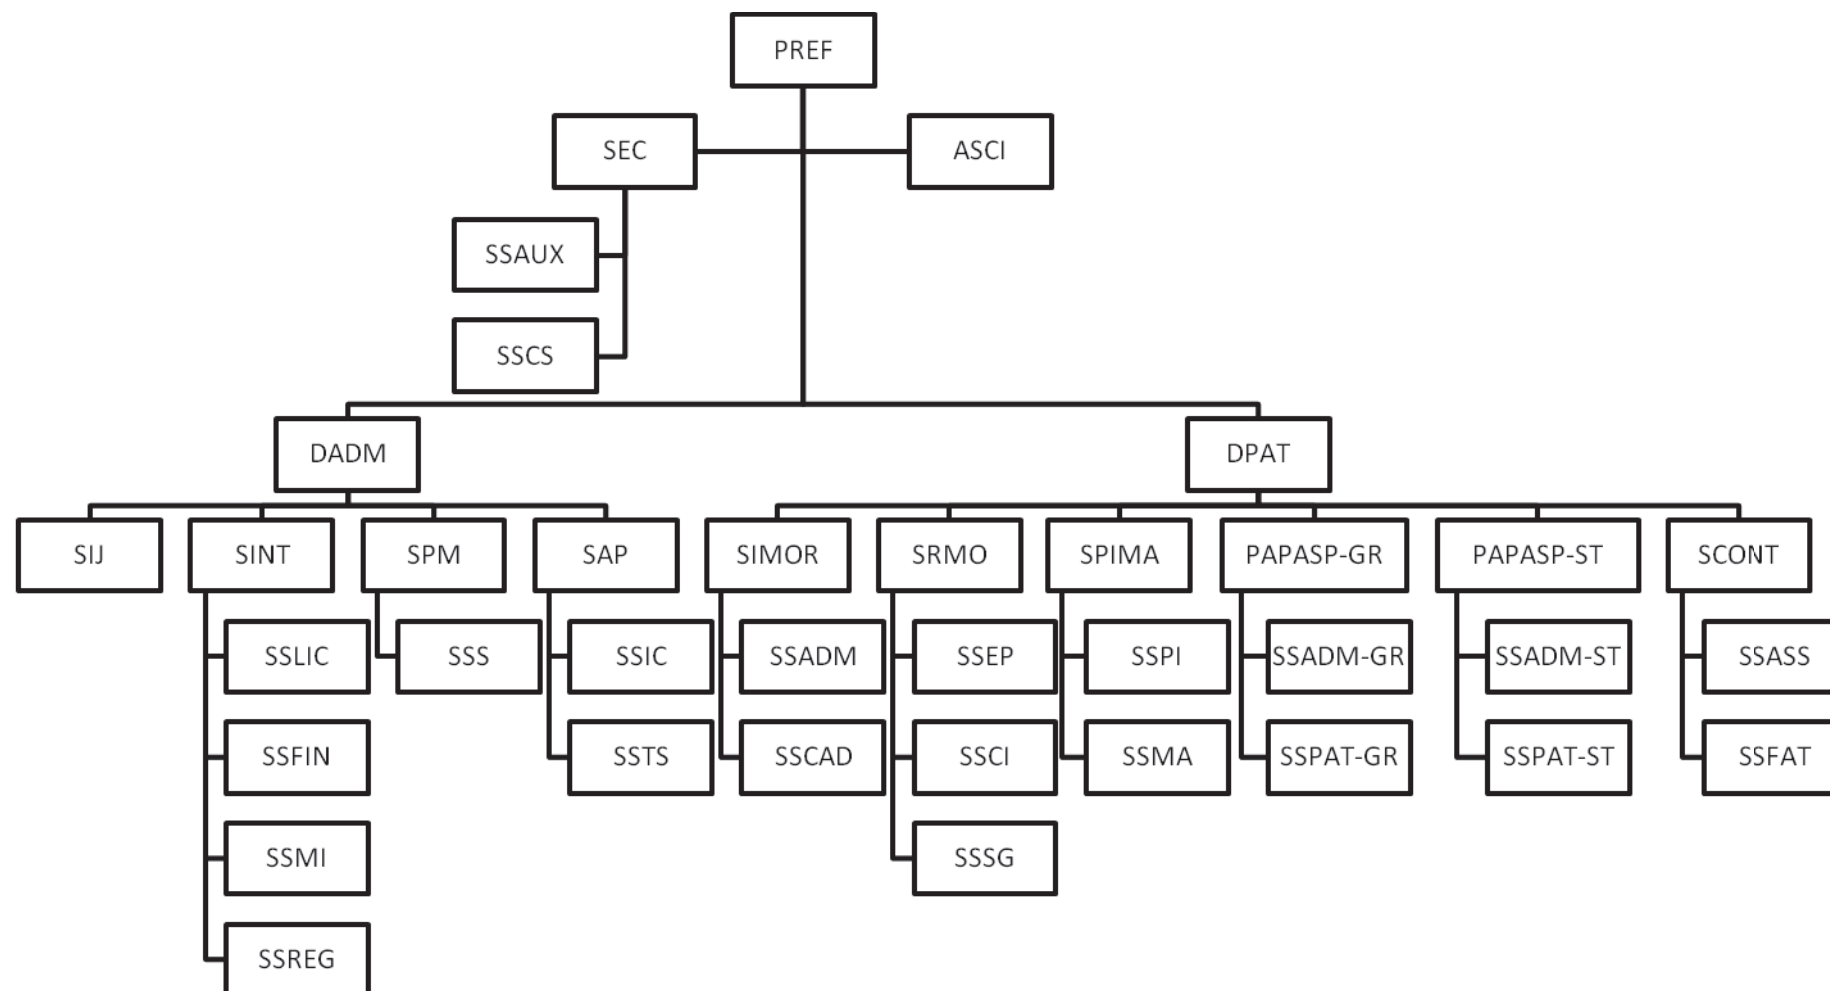 PREF
SEC
ASCI
SSAUX
SSCS
DADM
DPAT
SIJ
SINT
SPM
SAP
SIMOR
SRMO
SPIMA
PAPASP-GR
PAPASP-ST
SCONT
SSLIC
SSS
SSIC
SSADM
SSEP
SSPI
SSADM-GR
SSADM-ST
SSASS
SSFIN
SSTS
SSCAD
SSCI
SSMA
SSPAT-GR
SSPAT-ST
SSFAT
SSMI
SSSG
SSREG